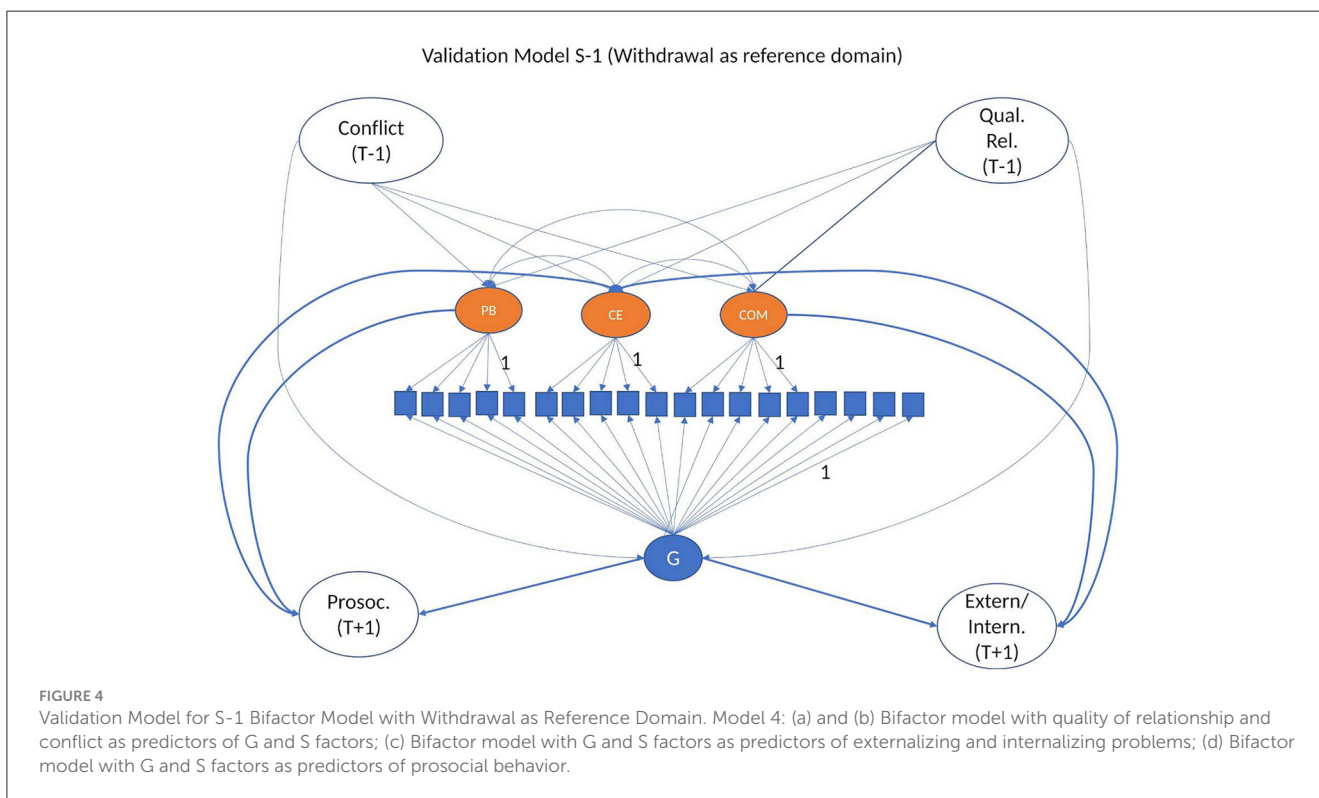 Validation Model S-1 (Withdrawal as reference domain)
Conflict
(T-1)
Qual.
Rel.
(T-1)
PB
CE
COM
1
1
1
1
G
Prosoc.
(T+1)
Extern/
Intern.
(T+1)
FIGURE 4
Validation Model for S-1 Bifactor Model with Withdrawal as Reference Domain. Model 4: (a) and (b) Bifactor model with quality of relationship and
conflict as predictors of G and S factors; (c) Bifactor model with G and S factors as predictors of externalizing and internalizing problems; (d) Bifactor
model with G and S factors as predictors of prosocial behavior.